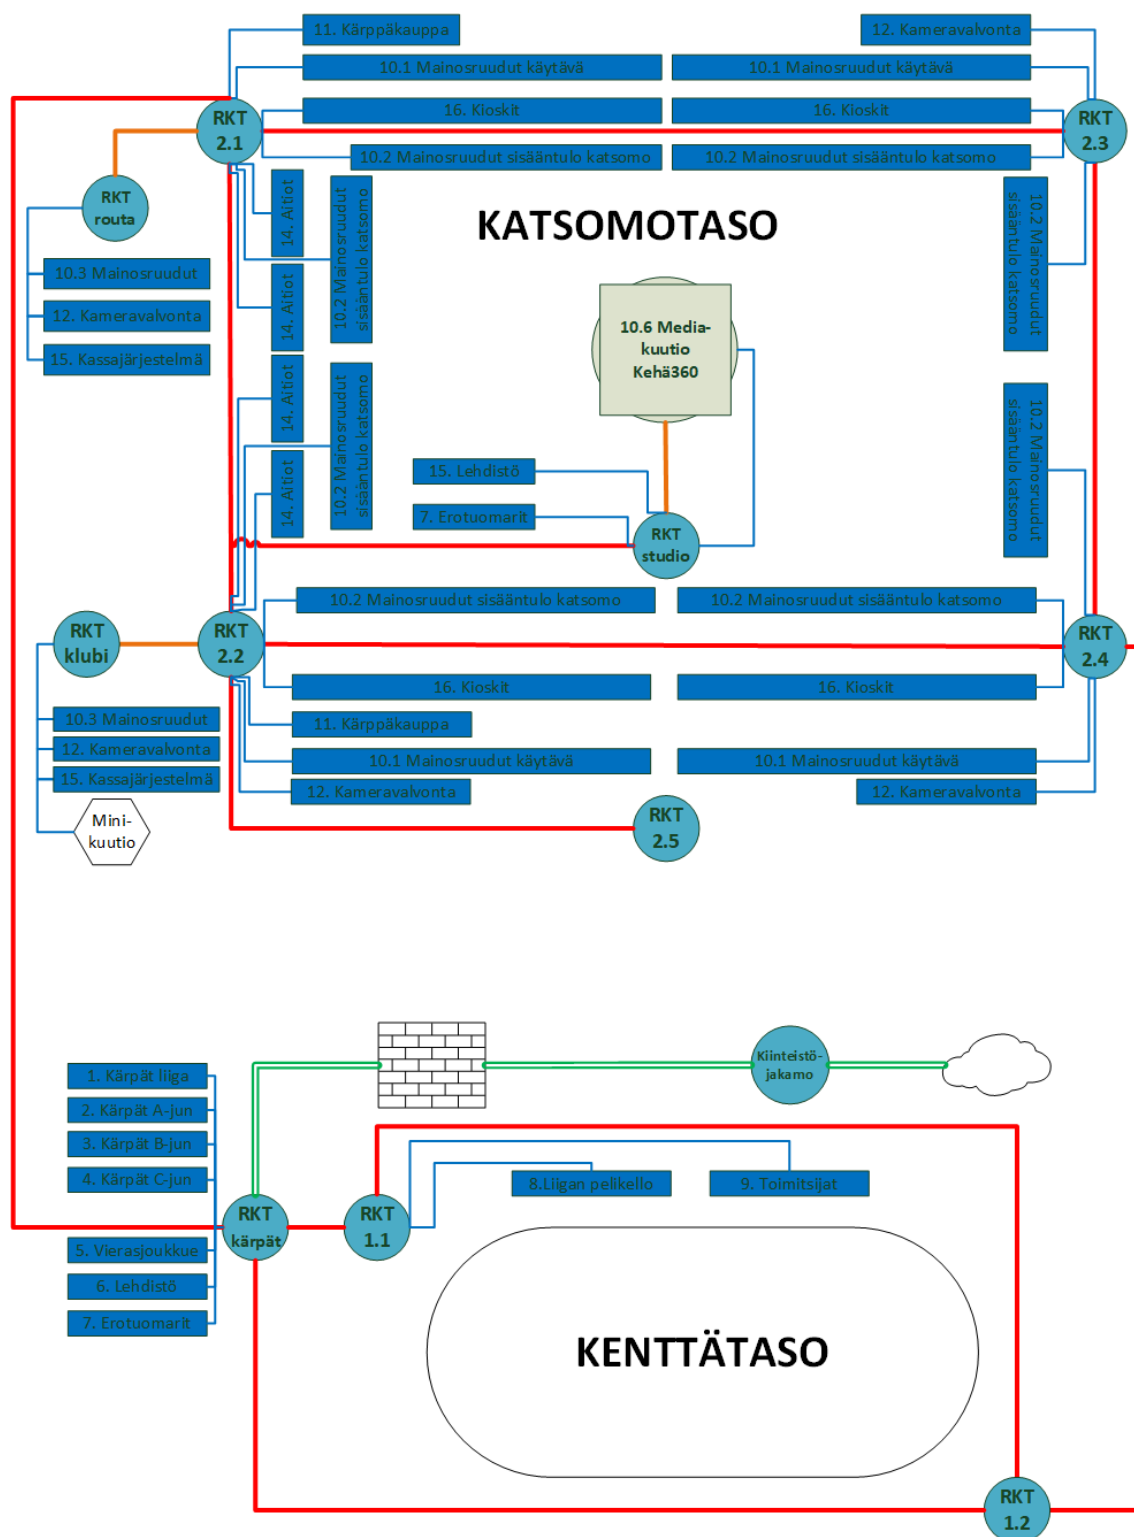 11. Kärppäkauppa
12. Kameravalvonta
10.1 Mainosruudut käytävä
10.1 Mainosruudut käytävä
16. Kioskit
16. Kioskit
RKT
2.1
RKT
2.3
10.2 Mainosruudut sisääntulo katsomo
10.2 Mainosruudut sisääntulo katsomo
RKT
routa
14. Aitiot
10.2 Mainosruudut
sisääntulo katsomo
KATSOMOTASO
10.2 Mainosruudut
sisääntulo katsomo
10.3 Mainosruudut
12. Kameravalvonta
15. Kassajärjestelmä
14. Aitiot
10.6 Media-
kuutio
Kehä360
14. Aitiot
10.2 Mainosruudut
sisääntulo katsomo
10.2 Mainosruudut
sisääntulo katsomo
14. Aitiot
15. Lehdistö
7. Erotuomarit
RKT
studio
10.2 Mainosruudut sisääntulo katsomo
10.2 Mainosruudut sisääntulo katsomo
RKT
klubi
RKT
2.2
RKT
2.4
16. Kioskit
16. Kioskit
10.3 Mainosruudut
11. Kärppäkauppa
12. Kameravalvonta
10.1 Mainosruudut käytävä
10.1 Mainosruudut käytävä
15. Kassajärjestelmä
12. Kameravalvonta
12. Kameravalvonta
Mini-
kuutio
RKT
2.5
Kiinteistö-
jakamo
1. Kärpät liiga
2. Kärpät A-jun
3. Kärpät B-jun
4. Kärpät C-jun
8.Liigan pelikello
9. Toimitsijat
RKT
kärpät
RKT
1.1
5. Vierasjoukkue
6. Lehdistö
7. Erotuomarit
KENTTÄTASO
RKT
1.2